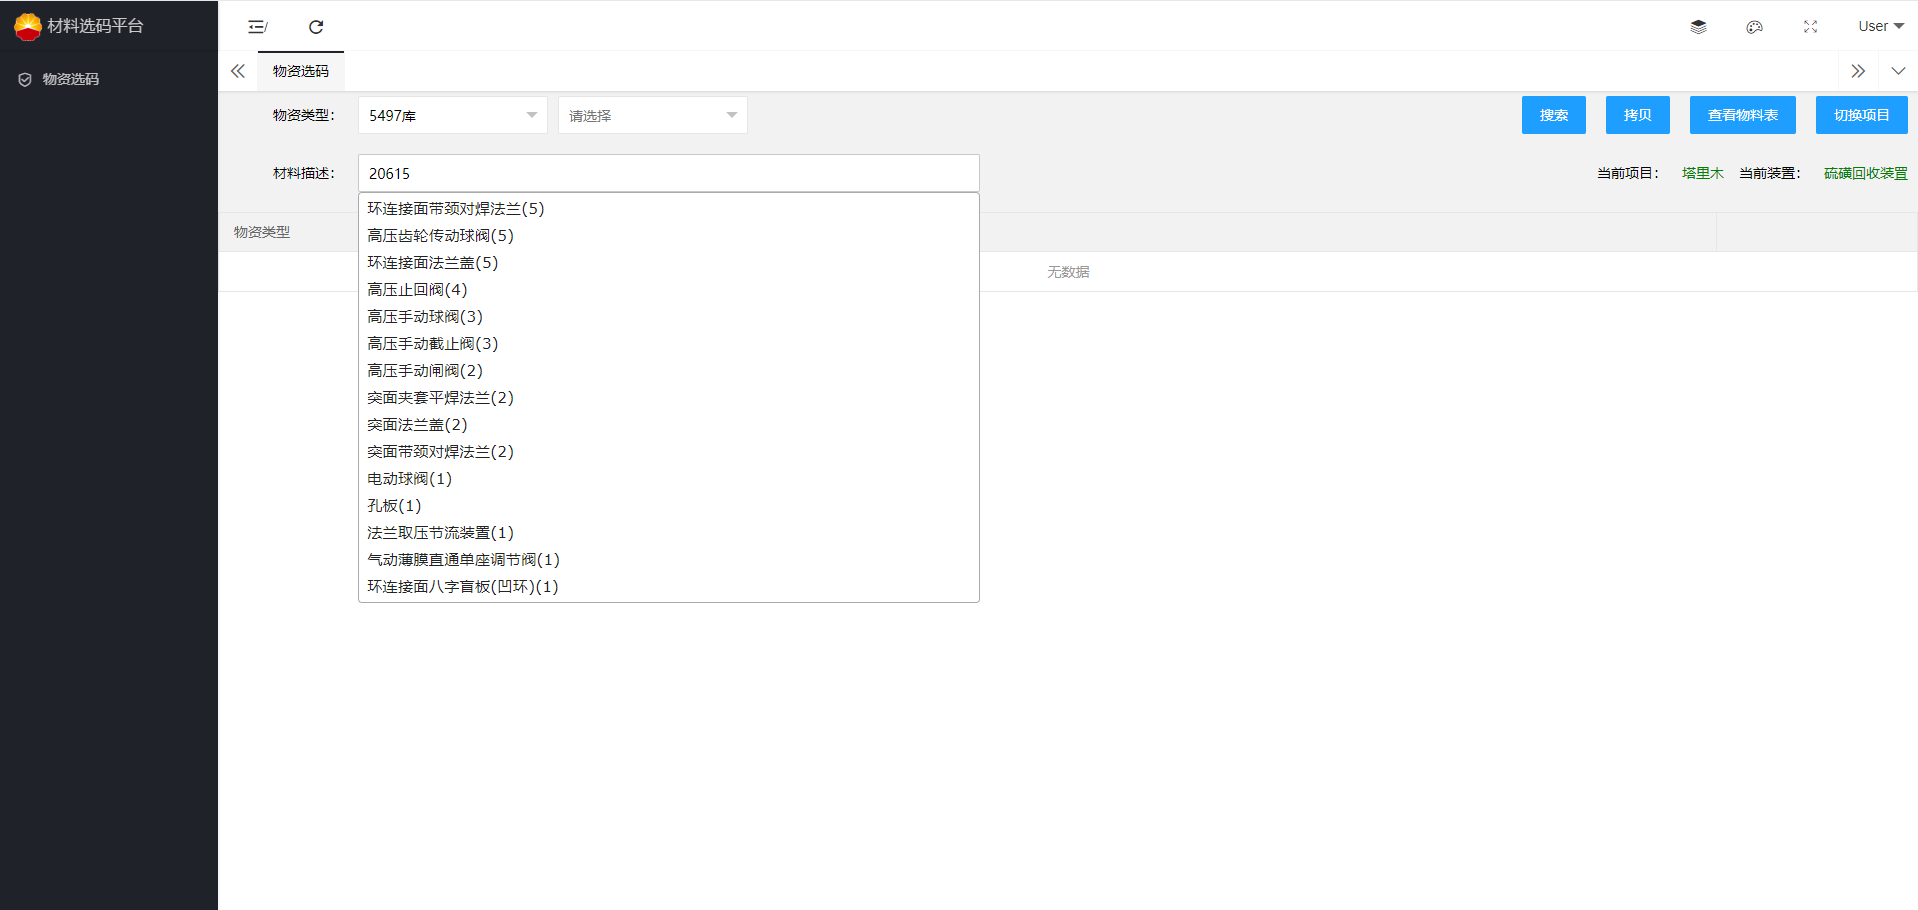 材料选码平台
User
物资选码
物资选码
物资类型：
5497库
请选择
搜索
拷贝
查看物料表
切换项目
材料描述：
20615
当前项目：
塔里木
当前装置：
硫磺回收装置
环连接面带颈对焊法兰(5)
高压齿轮传动球阀(5)
环连接面法兰盖(5)
高压止回阀(4)
高压手动球阀(3)
高压手动截止阀(3)
高压手动闸阀(2)
突面夹套平焊法兰(2)
突面法兰盖(2)
突面带颈对焊法兰(2)
电动球阀(1)
孔板(1)
法兰取压节流装置(1)
气动薄膜直通单座调节阀(1)
环连接面八字盲板(凹环)(1)
物资类型
无数据